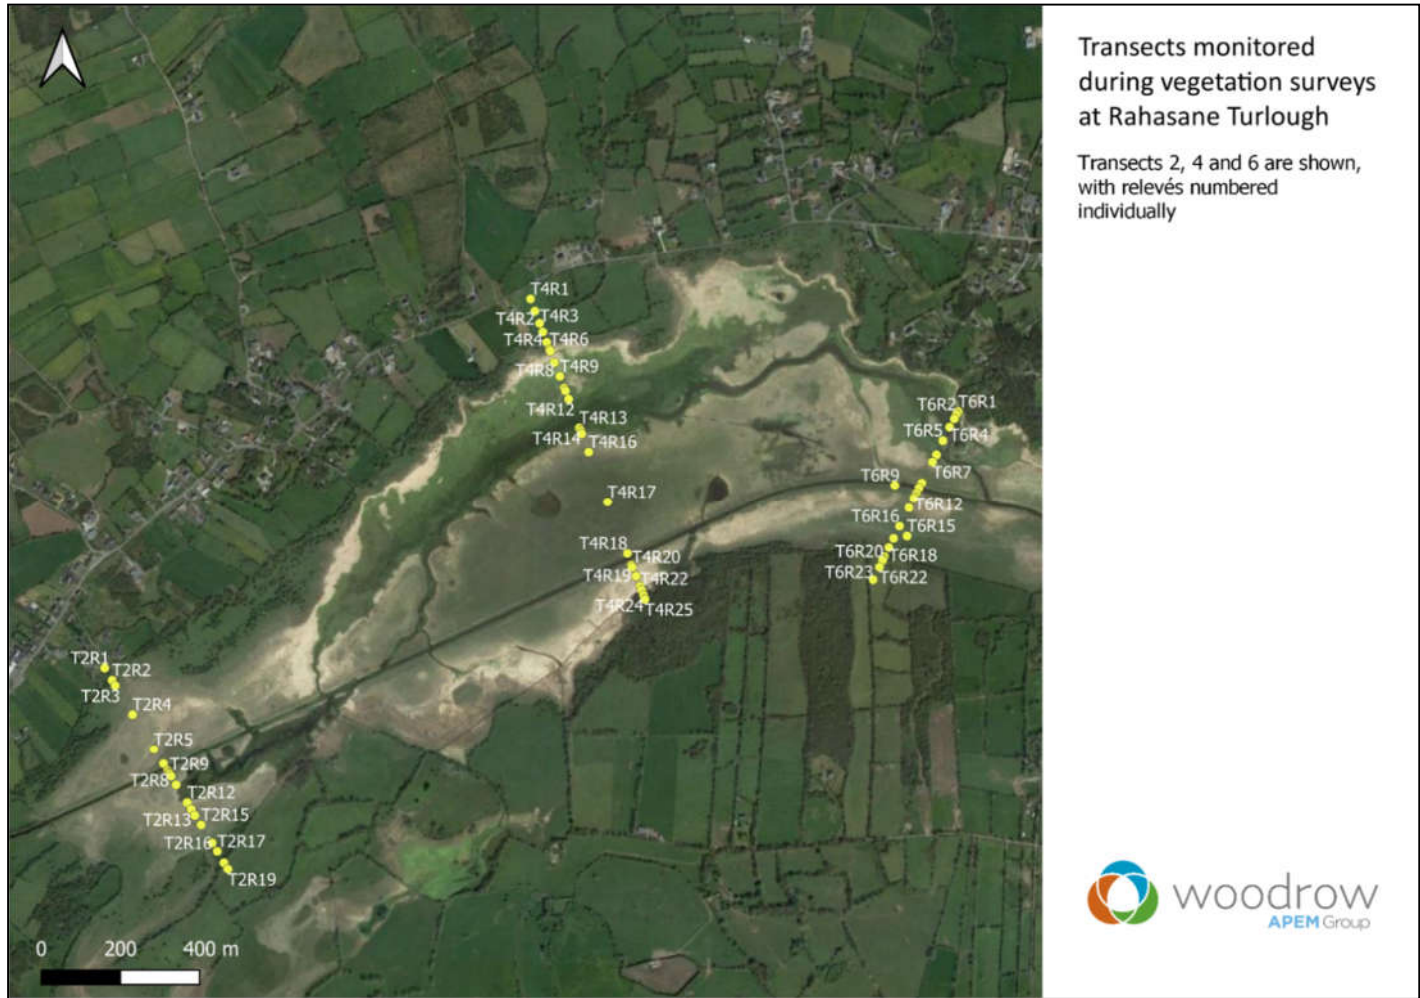 Transects monitored
during vegetation surveys
at Rahasane Turlough
Transects 2, 4 and 6 are shown,
with relevés numbered
individually
T4R1
T4R2 T4R3
T4R4 T4R6
T4R8 T4R9
T4R12
T4R13
T4R14 T4R16
T4R17
T4R18
T4R20
T4R19 T4R22
T4R24 T4R25
T6R2 T6R1
T6R5 T6R4
T6R7
T6R9
T6R12
T6R16 T6R15
T6R20 T6R18
T6R23 T6R22
T2R1
T2R2
T2R3
T2R4
T2R5
T2R9
T2R8
T2R12
T2R13 T2R15
T2R16 T2R17
T2R19
0 200 400 m
woodrow
APEM Group